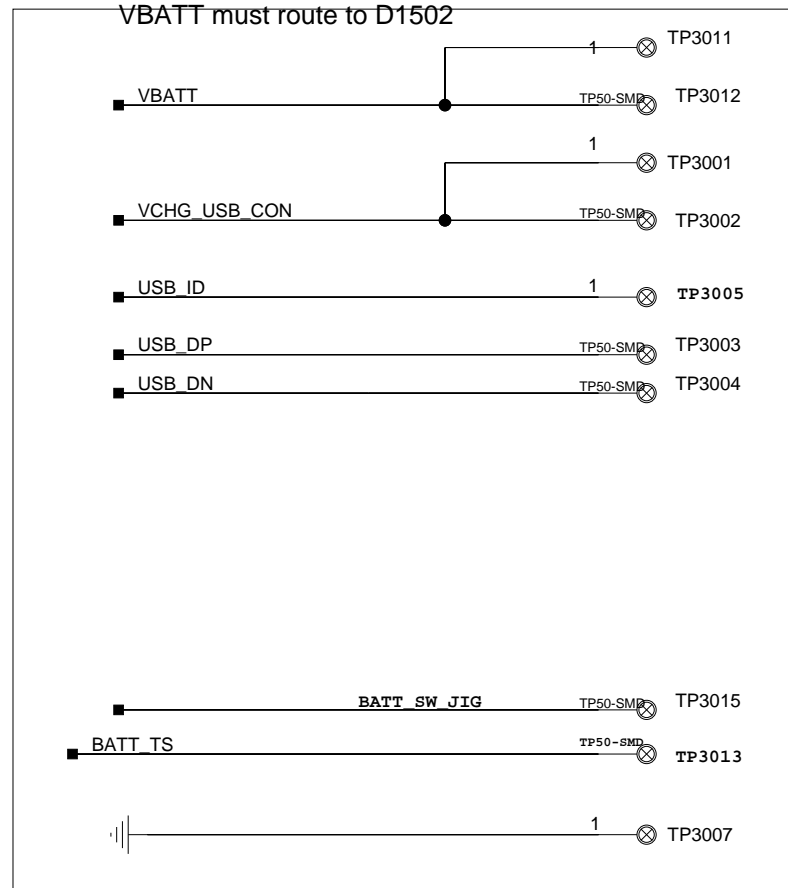 VBATT must route to D1502
1 TP3011
VBATT TP50-SMD TP3012
1 TP3001
VCHG_USB_CON TP50-SMD TP3002
USB_ID 1 TP3005
USB_DP TP50-SMD TP3003
USB_DN TP50-SMD TP3004
BATT_SW_JIG TP50-SMD TP3015
BATT_TS TP50-SMD TP3013
1 TP3007